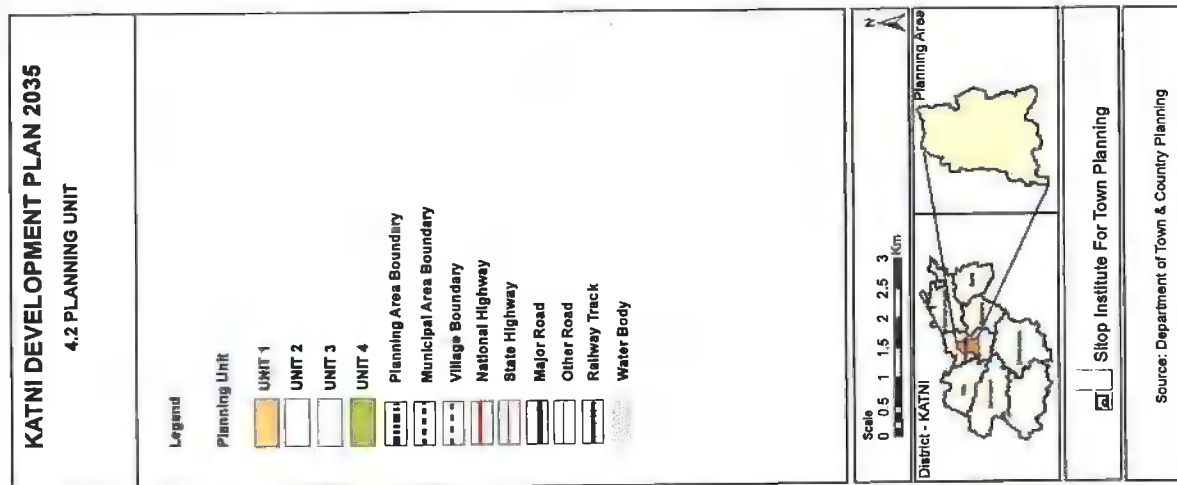 KATNI DEVELOPMENT PLAN 2035
4.2 PLANNING UNIT
Legend
Planning Unit
UNIT 1
UNIT 2
UNIT 3
UNIT 4
Planning Area Boundary
Municipal Area Boundary
Village Boundary
National Highway
State Highway
Major Road
Other Road
Railway Track
Water Body
N
Scale
0 0.5 1 1.5 2 2.5 3
Km
District - KATNI
Planning Area
Sitop Institute For Town Planning
Source: Department of Town & Country Planning